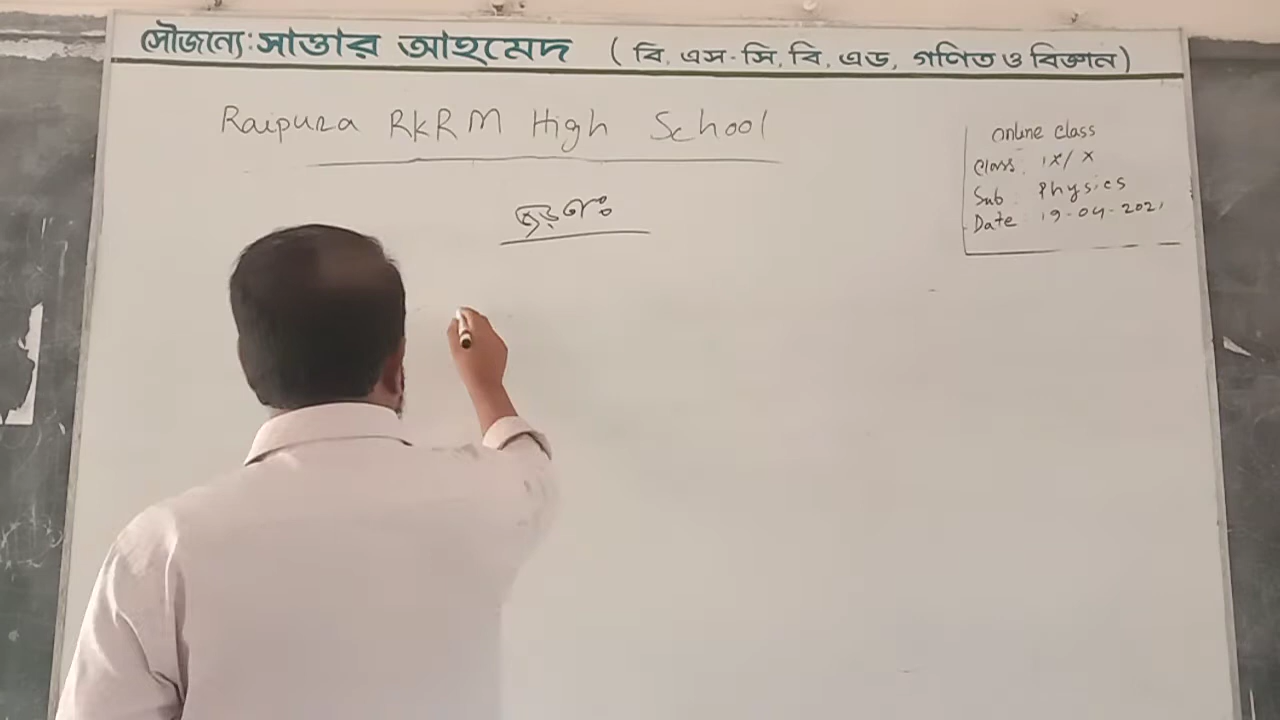 সৌজন্যে: সাত্তার আহমেদ ( বি, এস-সি, বি, এড, গণিত ও বিজ্ঞান )
Raipura RKRM High School
Online class
Class: IX/X
Sub: Physics
Date: 19-04-2021
ত্বরণঃ